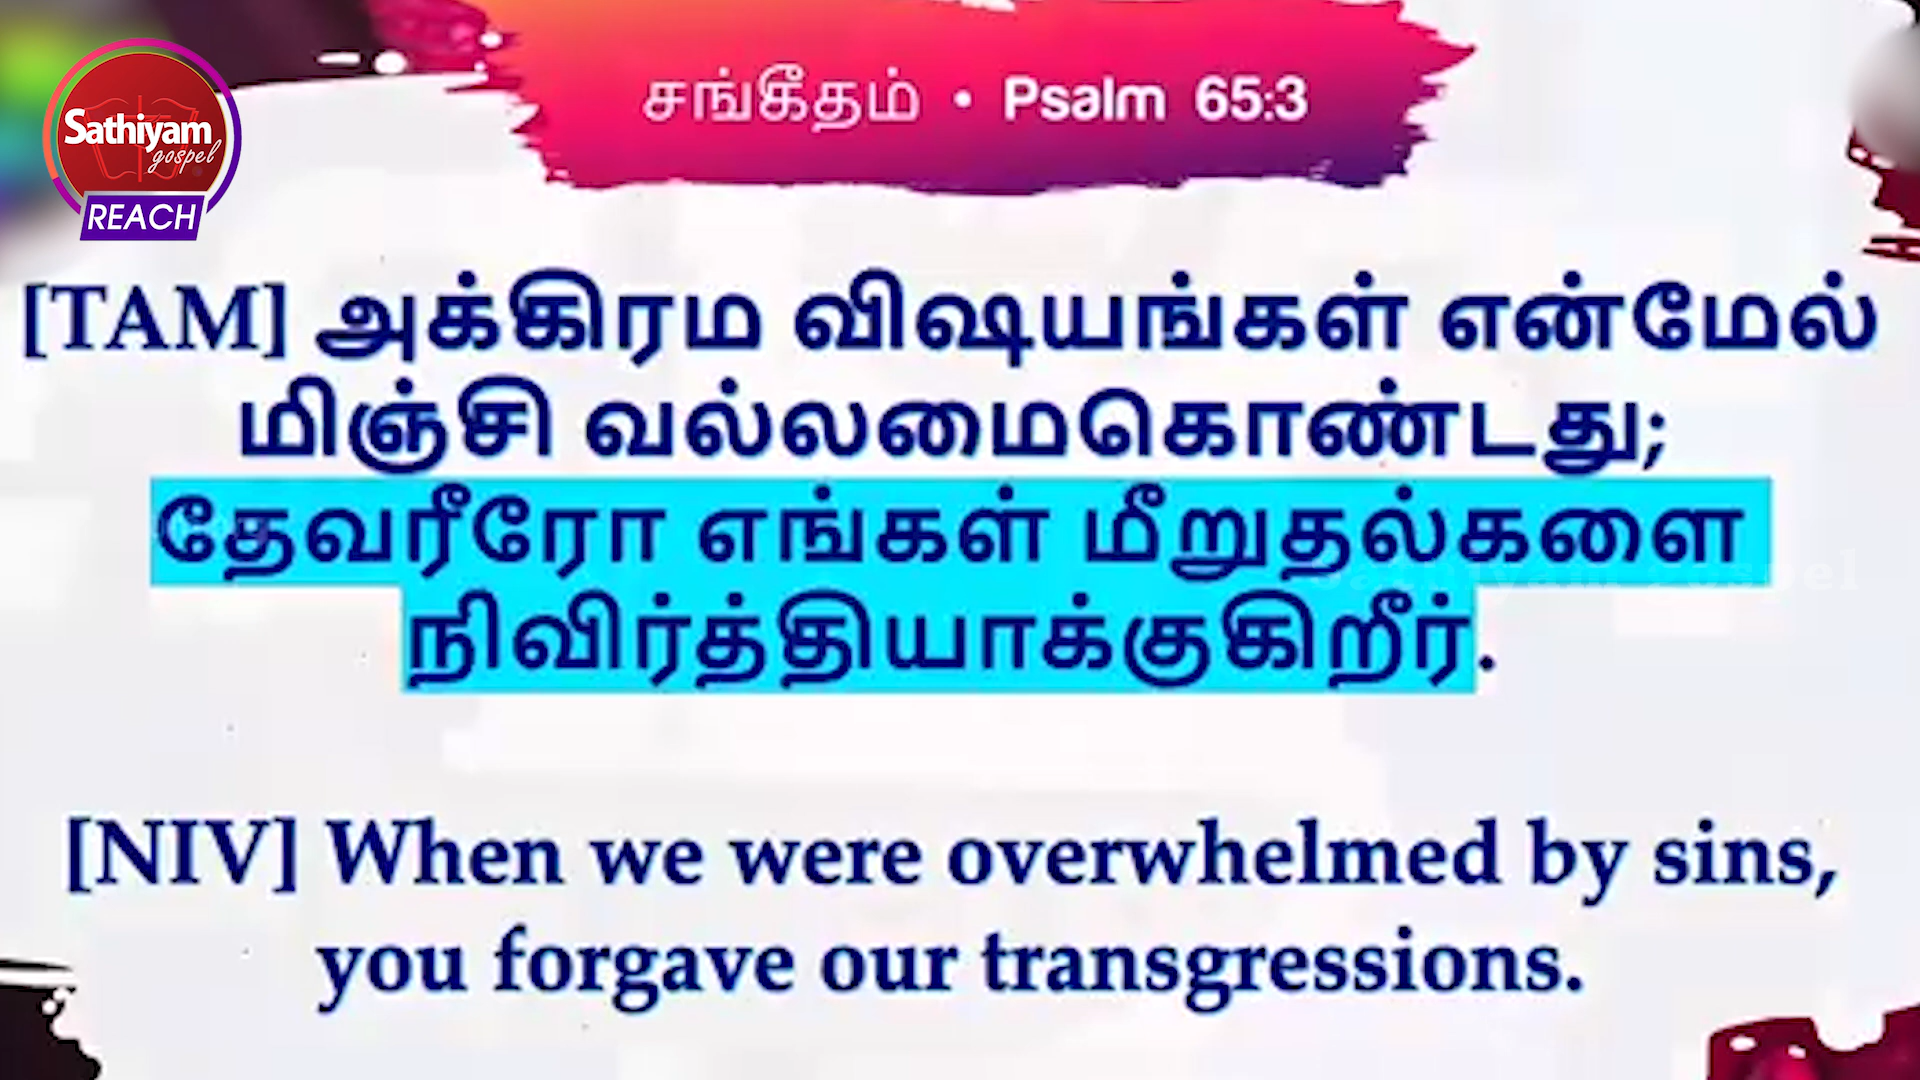 Sathiyam
gospel
REACH
சங்கீதம் • Psalm 65:3
[TAM] அக்கிரம விஷயங்கள் என்மேல்
மிஞ்சி வல்லமைகொண்டது;
தேவரீரோ எங்கள் மீறுதல்களை
நிவிர்த்தியாக்குகிறீர்.
[NIV] When we were overwhelmed by sins,
you forgave our transgressions.